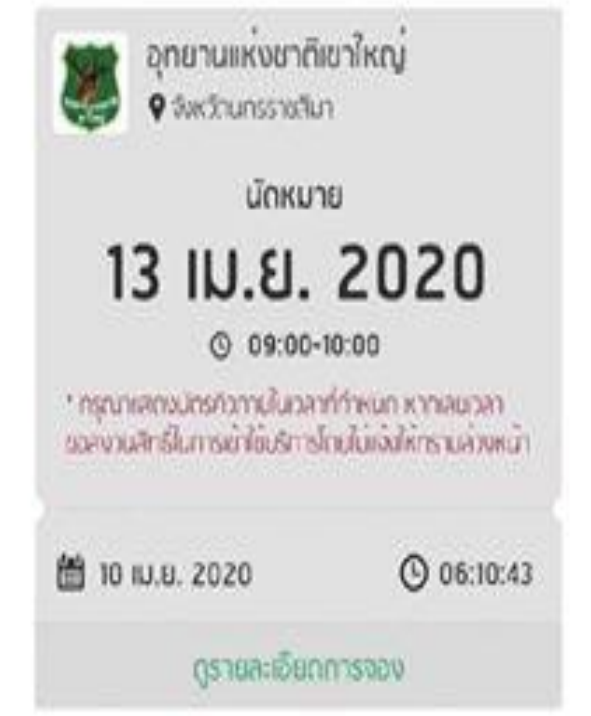 อุทยานแห่งชาติเขาใหญ่
จังหวัดนครราชสีมา
นัดหมาย
13 เม.ย. 2020
09:00-10:00
* กรุณาแสดงบัตรคิวภายในเวลาที่กำหนด หากเลยเวลา
ขอสงวนสิทธิ์ในการเข้าใช้บริการโดยไม่แจ้งให้ทราบล่วงหน้า
10 เม.ย. 2020
06:10:43
ดูรายละเอียดการจอง